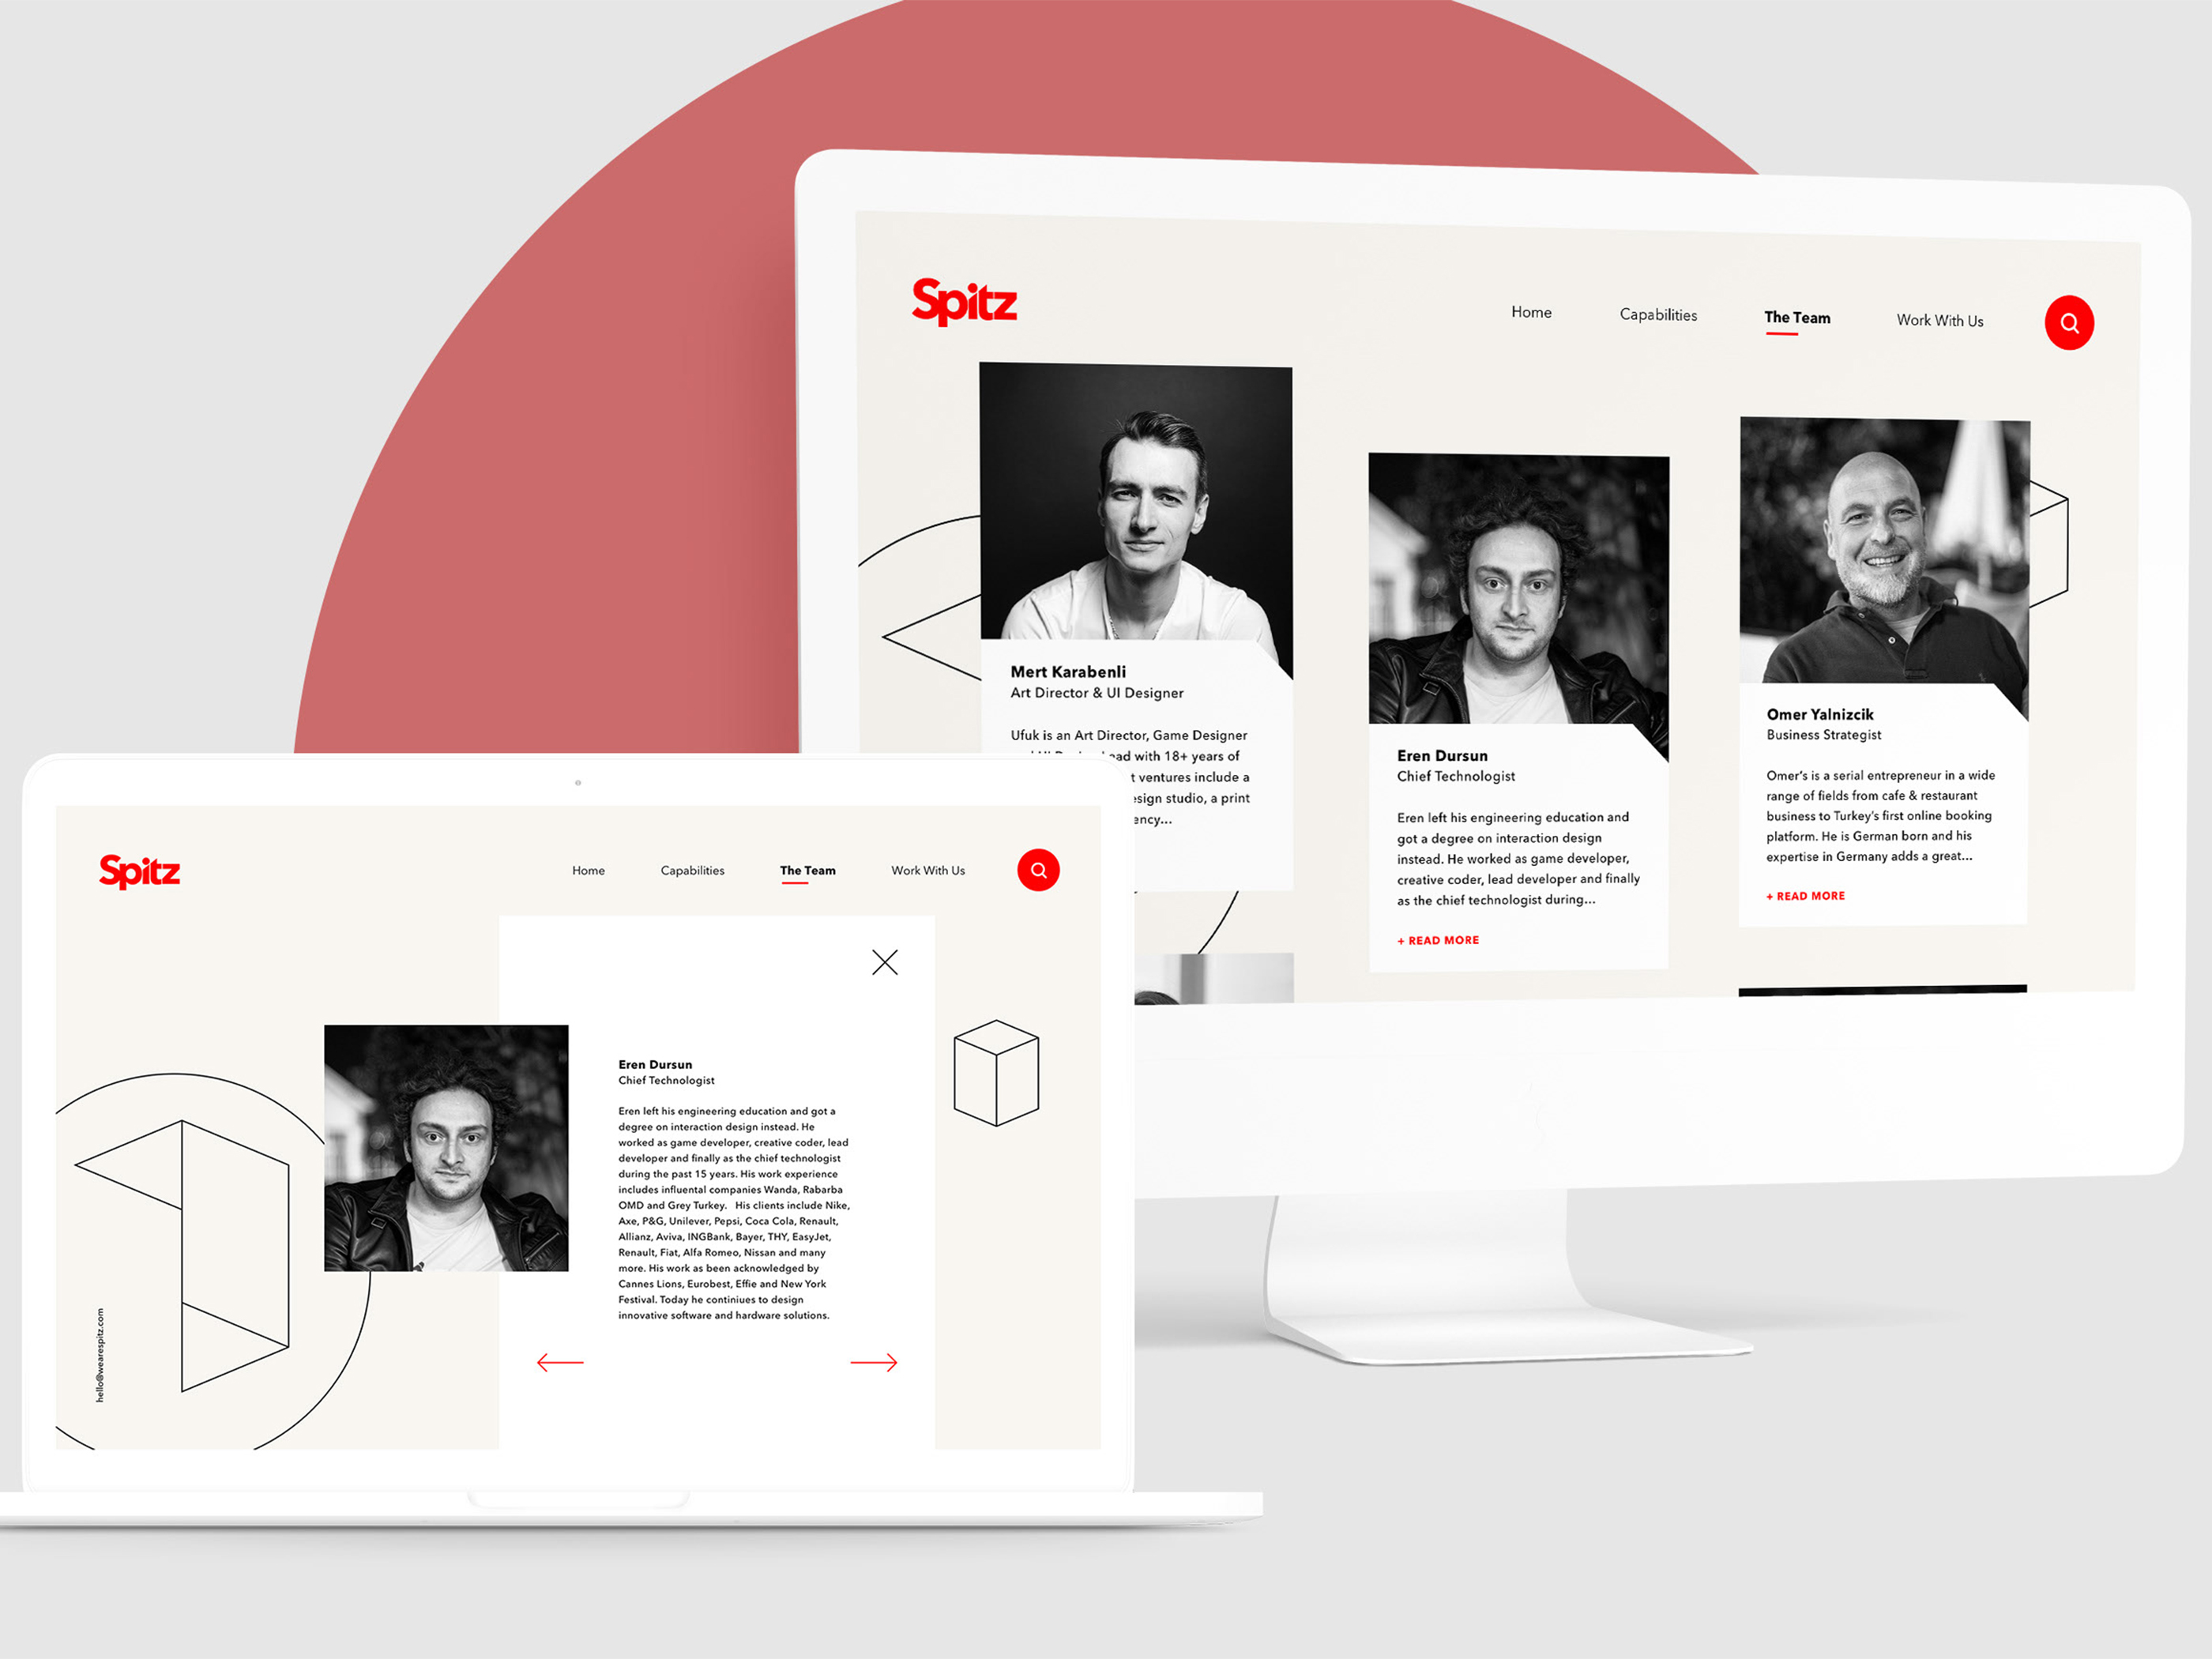 Spitz
Home
Capabilities
The Team
Work With Us
Mert Karabenli
Art Director & UI Designer
Ufuk is an Art Director, Game Designer
with 18+ years of
ventures include a
a print
Eren Dursun
Chief Technologist
Eren left his engineering education and
got a degree on interaction design
instead. He worked as game developer,
creative coder, lead developer and finally
as the chief technologist during...
+ READ MORE
Omer Yalnizcik
Business Strategist
Omer's is a serial entrepreneur in a wide
range of fields from cafe & restaurant
business to Turkey's first online booking
platform. He is German born and his
expertise in Germany adds a great...
+ READ MORE
Spitz
Home
Capabilities
The Team
Work With Us
Eren Dursun
Chief Technologist
Eren left his engineering education and got a
degree on interaction design instead. He
worked as game developer, creative coder, lead
developer and finally as the chief technologist
during the past 15 years. His work experience
includes influental companies Wanda, Rabarba
OMD and Grey Turkey. His clients include Nike,
Axe, P&G, Unilever, Pepsi, Coca Cola, Renault,
Allianz, Aviva, INGBank, Bayer, THY, EasyJet,
Renault, Fiat, Alfa Romeo, Nissan and many
more. His work as been acknowledged by
Cannes Lions, Eurobest, Effie and New York
Festival. Today he continiues to design
innovative software and hardware solutions.
hello@wearespitz.com